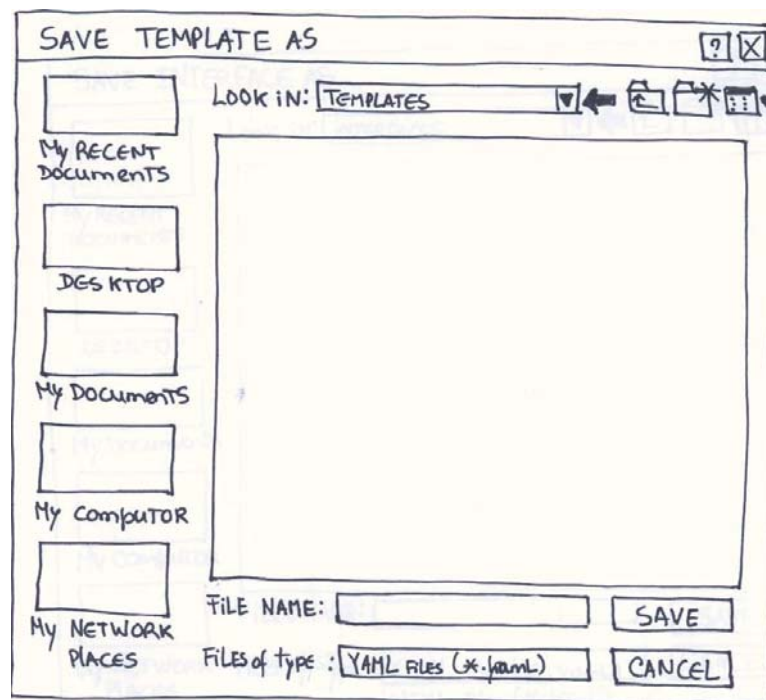 SAVE TEMPLATE AS
?
X
LOOK iN: TEMPLATES
My RECENT
DocumenTS
DESKTOP
My DocumenTS
My compuTOR
My NETWORK
PlACES
FiLE NAME:
SAVE
FiLES of type : YAML FiLES (*.yaml)
CANCEL